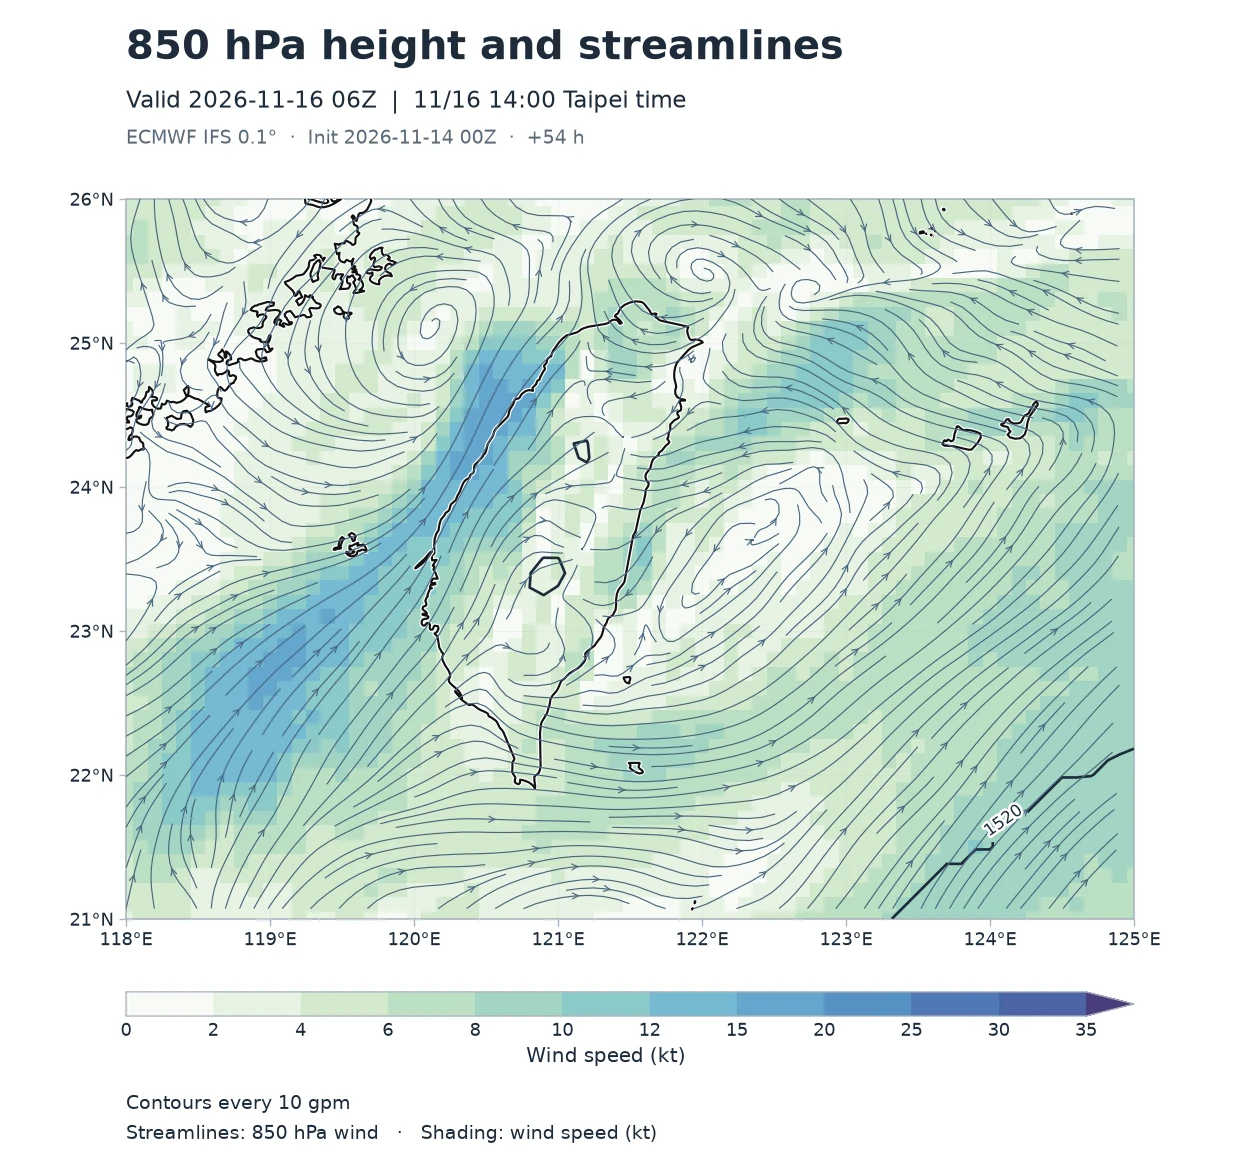 850 hPa height and streamlines
Valid 2026-11-16 06Z | 11/16 14:00 Taipei time
ECMWF IFS 0.1° · Init 2026-11-14 00Z · +54 h
26°N
25°N
24°N
23°N
22°N
21°N
1520
118°E 119°E 120°E 121°E 122°E 123°E 124°E 125°E
0 2 4 6 8 10 12 15 20 25 30 35
Wind speed (kt)
Contours every 10 gpm
Streamlines: 850 hPa wind · Shading: wind speed (kt)